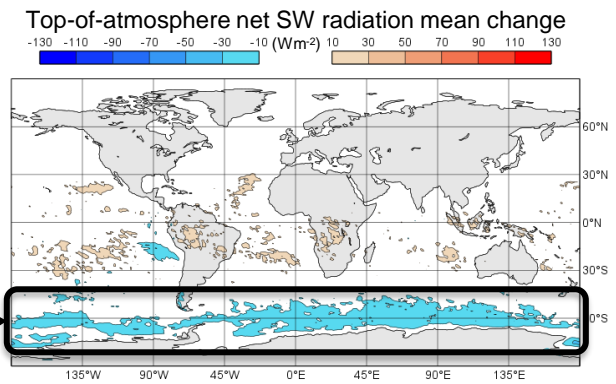 Top-of-atmosphere net SW radiation mean change
-130 -110 -90 -70 -50 -30 -10 (Wm-2) 10 30 50 70 90 110 130
60°N
30°N
0°N
30°S
0°S
135°W 90°W 45°W 0°E 45°E 90°E 135°E